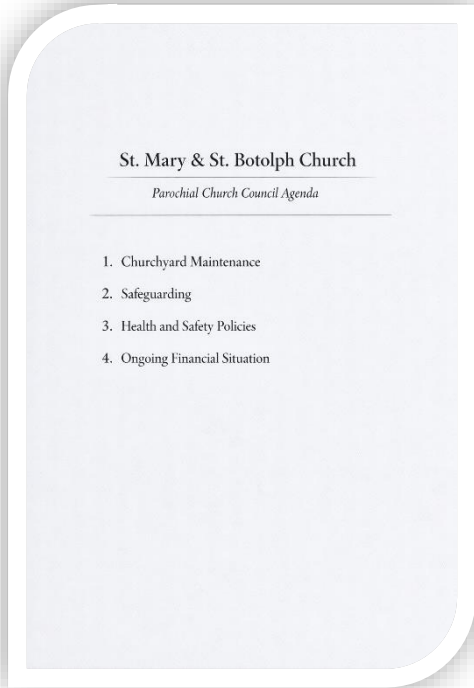 St. Mary & St. Botolph Church
Parochial Church Council Agenda
1. Churchyard Maintenance
2. Safeguarding
3. Health and Safety Policies
4. Ongoing Financial Situation